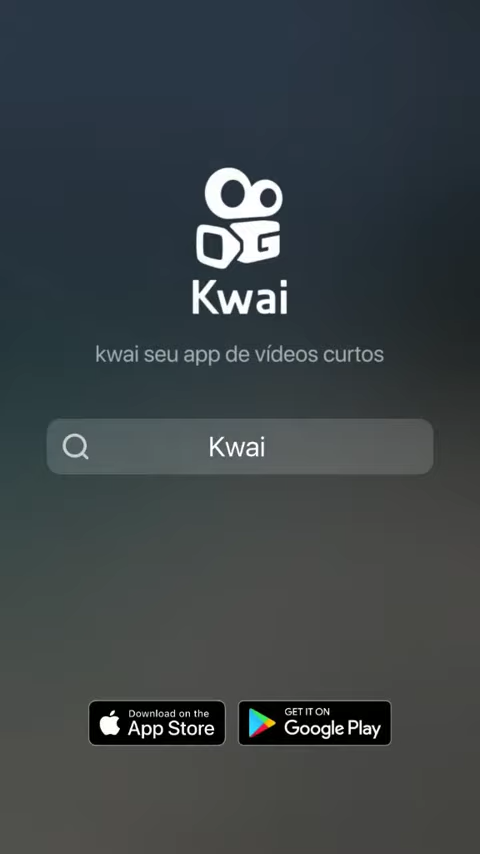 Kwai
kwai seu app de vídeos curtos
Kwai
Download on the
App Store
GET IT ON
Google Play